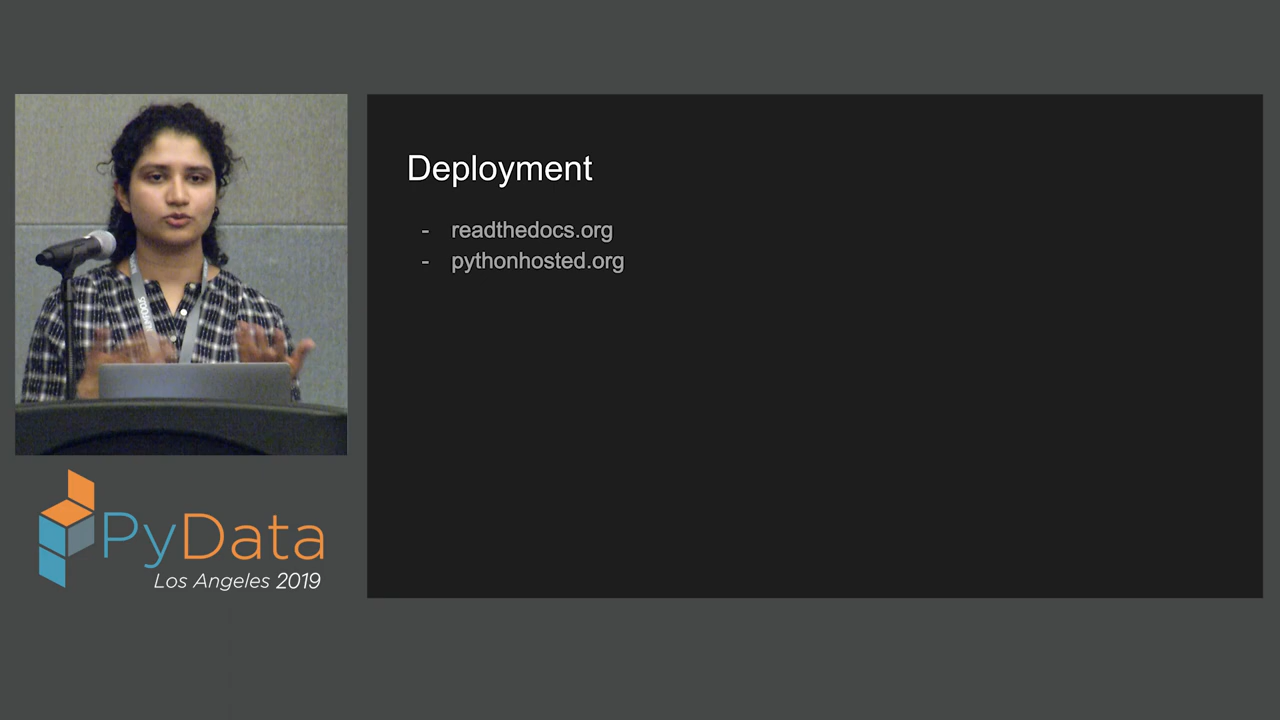 Deployment
- readthedocs.org
- pythonhosted.org
PyData
Los Angeles 2019